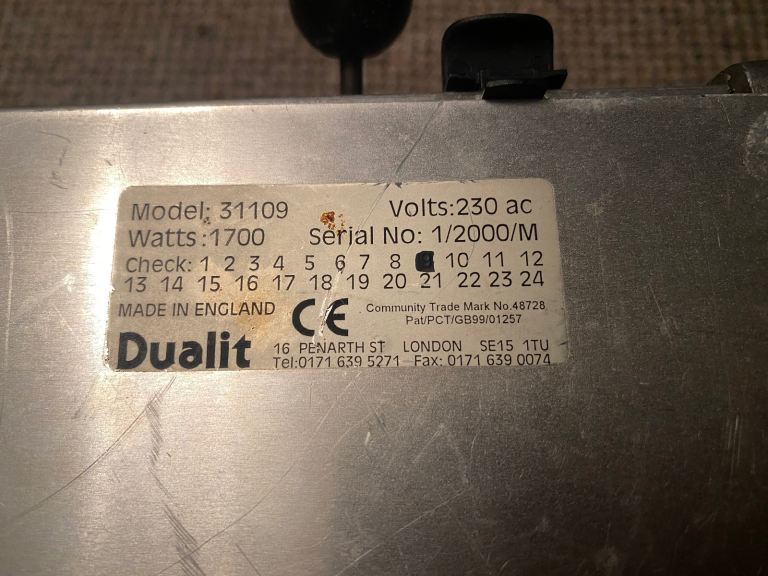 Model: 31109 Volts:230 ac
Watts :1700 Serial No: 1/2000/M
Check: 1 2 3 4 5 6 7 8 9 10 11 12
13 14 15 16 17 18 19 20 21 22 23 24
MADE IN ENGLAND CE Community Trade Mark No.48728
Pat/PCT/GB99/01257
Dualit 16 PENARTH ST LONDON SE15 1TU
Tel:0171 639 5271 Fax: 0171 639 0074